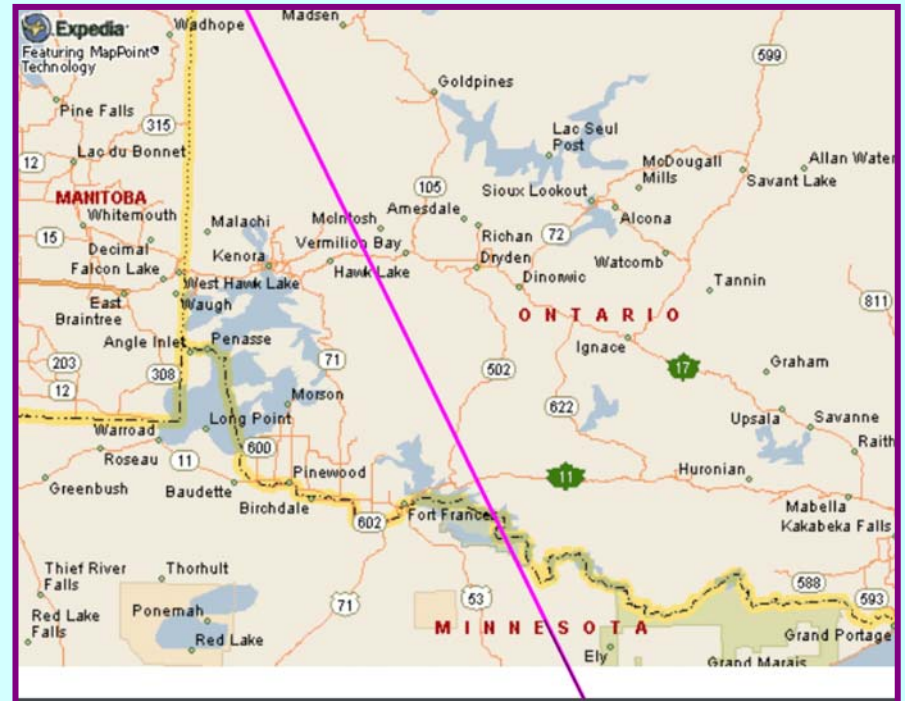 Expedia
Featuring MapPoint®
Technology
Wadhope
Madsen
599
Goldpines
Pine Falls
315
Lac Seul
Post
Lac du Bonnet
12
McDougall
Mills
Allan Water
Savant Lake
MANITOBA
105
Sioux Lookout
Whitemouth
Malachi
McIntosh
Amesdale
Alcona
15
Decimal
Kenora
Vermilion Bay
Richan
72
Falcon Lake
Hawk Lake
Dryden
Watcomb
West Hawk Lake
Dinorwic
Tannin
East
Braintree
Waugh
ONTARIO
811
Angle Inlet
Penasse
Ignace
203
308
71
502
17
Graham
12
Morson
622
Long Point
Upsala
Savanne
Warroad
600
Raith
Roseau
11
Pinewood
11
Huronian
Greenbush
Baudette
Birchdale
602
Fort Frances
Mabella
Kakabeka Falls
Thief River
Falls
Thorhult
588
Red Lake
Falls
Ponemah
71
53
593
Red Lake
MINNESOTA
Grand Portage
Ely
Grand Marais